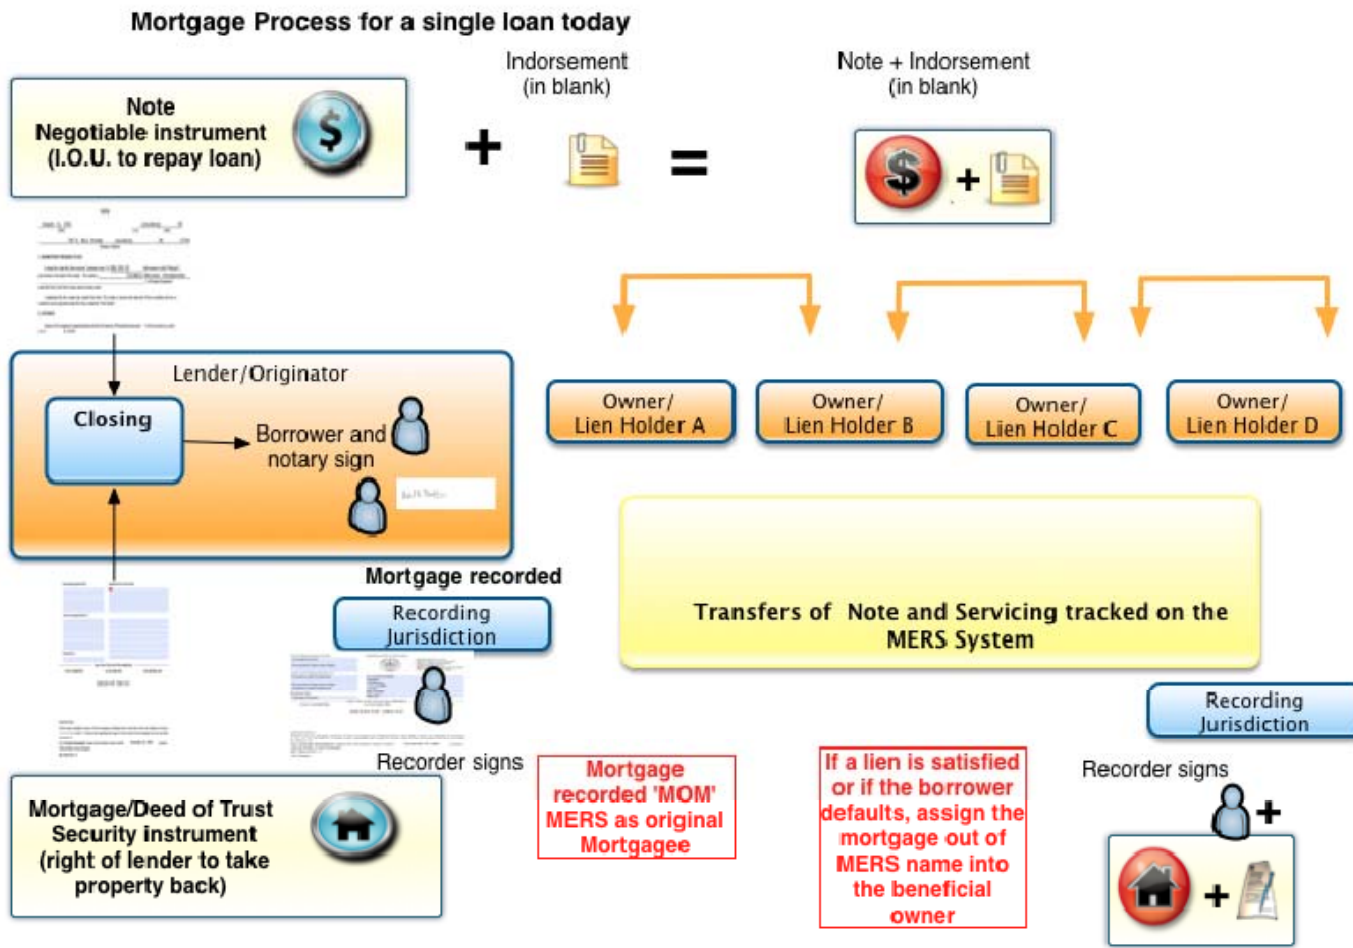 Mortgage Process for a single loan today
Indorsement
(in blank)
Note + Indorsement
(in blank)
Note
Negotiable instrument
(I.O.U. to repay loan)
$
+
=
$
+
Lender/Originator
Closing
Borrower and
notary sign
Owner/
Lien Holder A
Owner/
Lien Holder B
Owner/
Lien Holder C
Owner/
Lien Holder D
Transfers of Note and Servicing tracked on the
MERS System
Mortgage recorded
Recording
Jurisdiction
Recorder signs
Mortgage/Deed of Trust
Security instrument
(right of lender to take
property back)
Mortgage
recorded 'MOM'
MERS as original
Mortgagee
If a lien is satisfied
or if the borrower
defaults, assign the
mortgage out of
MERS name into
the beneficial
owner
Recording
Jurisdiction
Recorder signs
+
+